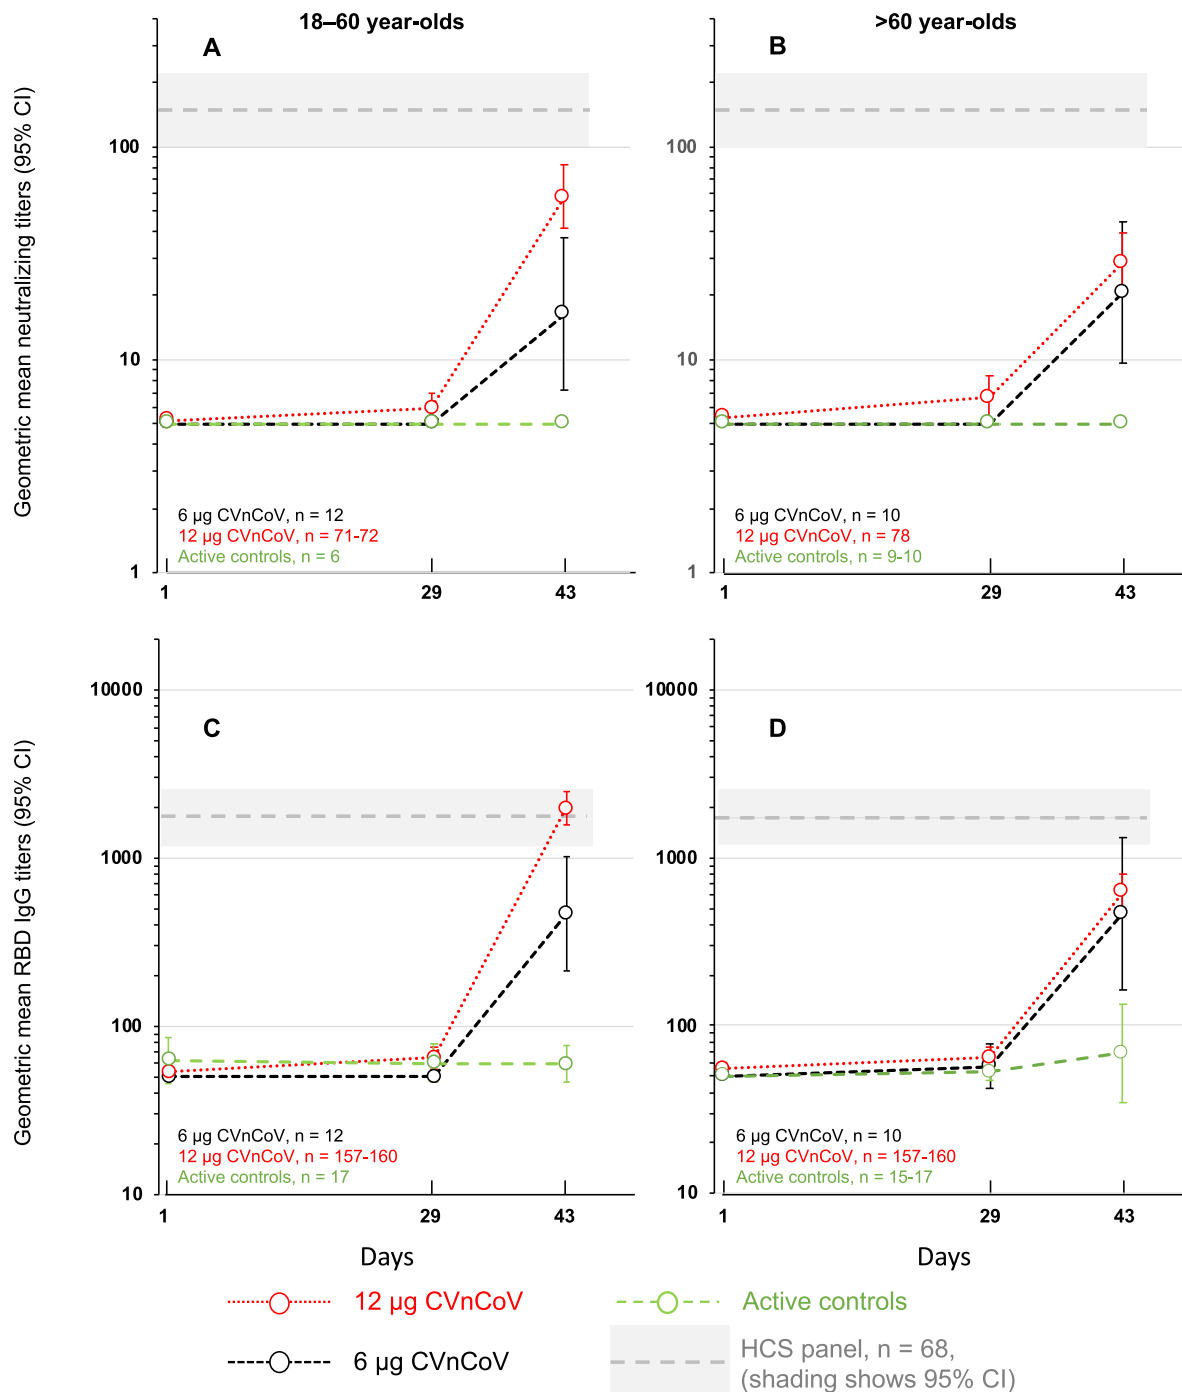 18–60 year-olds
>60 year-olds
Geometric mean neutralizing titers (95% CI)
A
100
10
1
6 µg CVnCoV, n = 12
12 µg CVnCoV, n = 71-72
Active controls, n = 6
1 29 43
B
100
10
1
6 µg CVnCoV, n = 10
12 µg CVnCoV, n = 78
Active controls, n = 9-10
1 29 43
Geometric mean RBD IgG titers (95% CI)
C
10000
1000
100
10
6 µg CVnCoV, n = 12
12 µg CVnCoV, n = 157-160
Active controls, n = 17
1 29 43
Days
D
10000
1000
100
10
6 µg CVnCoV, n = 10
12 µg CVnCoV, n = 157-160
Active controls, n = 15-17
1 29 43
Days
12 µg CVnCoV
Active controls
6 µg CVnCoV
HCS panel, n = 68,
(shading shows 95% CI)